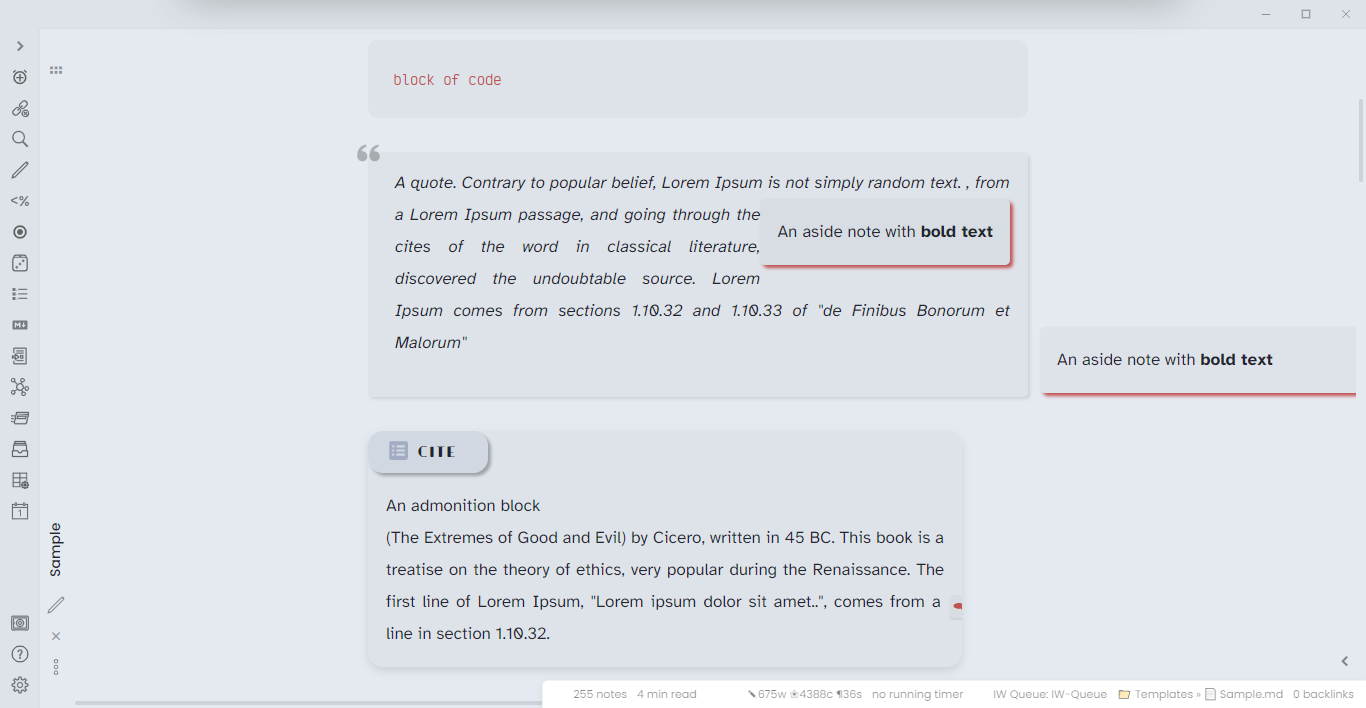 block of code
A quote. Contrary to popular belief, Lorem Ipsum is not simply random text. , from
a Lorem Ipsum passage, and going through the
cites of the word in classical literature,
discovered the undoubtable source. Lorem
Ipsum comes from sections 1.10.32 and 1.10.33 of "de Finibus Bonorum et
Malorum"
An aside note with bold text
An aside note with bold text
CITE
An admonition block
(The Extremes of Good and Evil) by Cicero, written in 45 BC. This book is a
treatise on the theory of ethics, very popular during the Renaissance. The
first line of Lorem Ipsum, "Lorem ipsum dolor sit amet..", comes from a
line in section 1.10.32.
<%
M↓
1
Sample
255 notes 4 min read 675w 4388c ¶36s no running timer IW Queue: IW-Queue Templates » Sample.md 0 backlinks